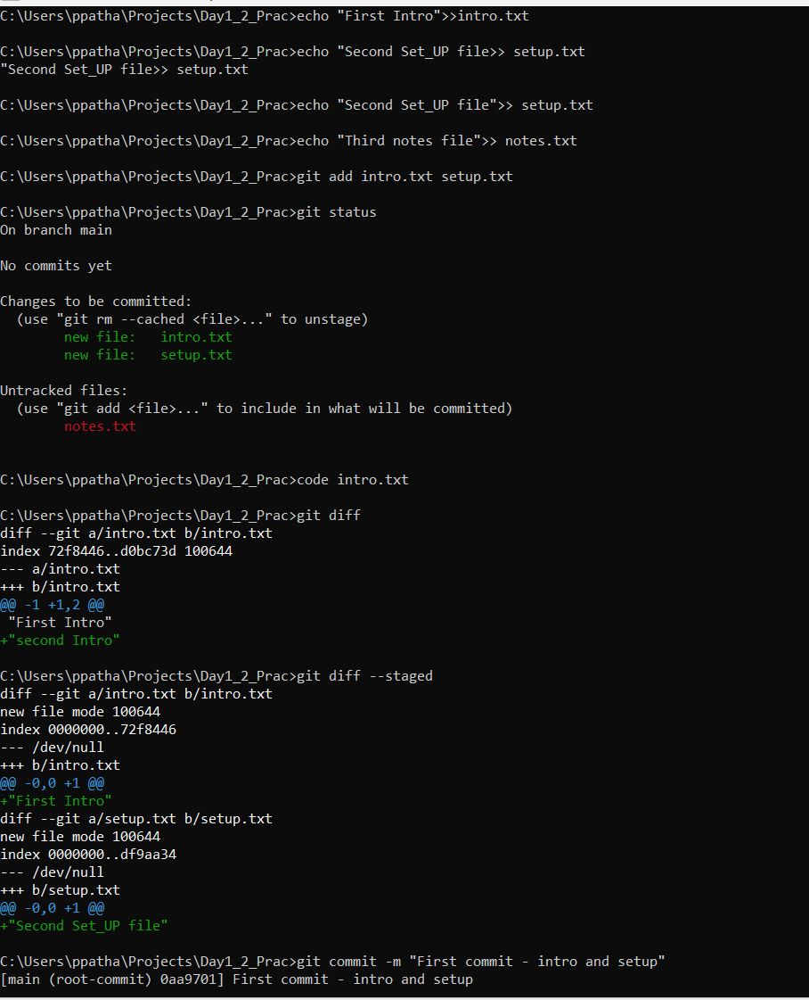 C:\Users\ppatha\Projects\Day1_2_Prac>echo "First Intro">>intro.txt
C:\Users\ppatha\Projects\Day1_2_Prac>echo "Second Set_UP file>> setup.txt
"Second Set_UP file>> setup.txt
C:\Users\ppatha\Projects\Day1_2_Prac>echo "Second Set_UP file">> setup.txt
C:\Users\ppatha\Projects\Day1_2_Prac>echo "Third notes file">> notes.txt
C:\Users\ppatha\Projects\Day1_2_Prac>git add intro.txt setup.txt
C:\Users\ppatha\Projects\Day1_2_Prac>git status
On branch main
No commits yet
Changes to be committed:
  (use "git rm --cached <file>..." to unstage)
        new file:   intro.txt
        new file:   setup.txt
Untracked files:
  (use "git add <file>..." to include in what will be committed)
        notes.txt
C:\Users\ppatha\Projects\Day1_2_Prac>code intro.txt
C:\Users\ppatha\Projects\Day1_2_Prac>git diff
diff --git a/intro.txt b/intro.txt
index 72f8446..d0bc73d 100644
--- a/intro.txt
+++ b/intro.txt
@@ -1 +1,2 @@
 "First Intro"
+"second Intro"
C:\Users\ppatha\Projects\Day1_2_Prac>git diff --staged
diff --git a/intro.txt b/intro.txt
new file mode 100644
index 0000000..72f8446
--- /dev/null
+++ b/intro.txt
@@ -0,0 +1 @@
+"First Intro"
diff --git a/setup.txt b/setup.txt
new file mode 100644
index 0000000..df9aa34
--- /dev/null
+++ b/setup.txt
@@ -0,0 +1 @@
+"Second Set_UP file"
C:\Users\ppatha\Projects\Day1_2_Prac>git commit -m "First commit - intro and setup"
[main (root-commit) 0aa9701] First commit - intro and setup